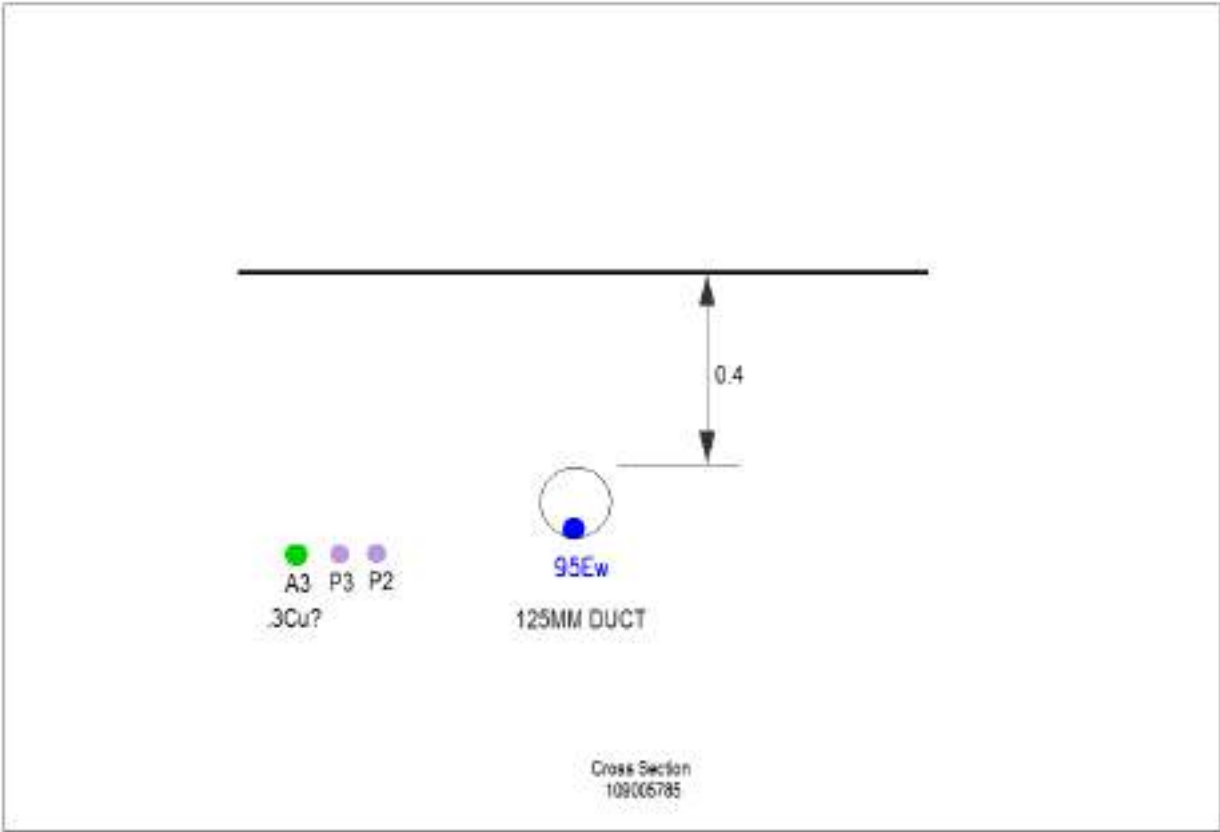 0.4
95Ew
A3 P3 P2
.3Cu?
125MM DUCT
Cross Section
109005785